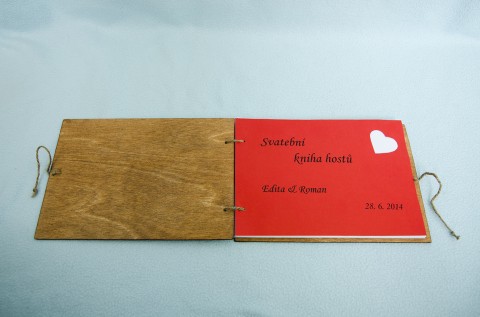 Svatební
kniha hostů
Edita & Roman
28. 6. 2014